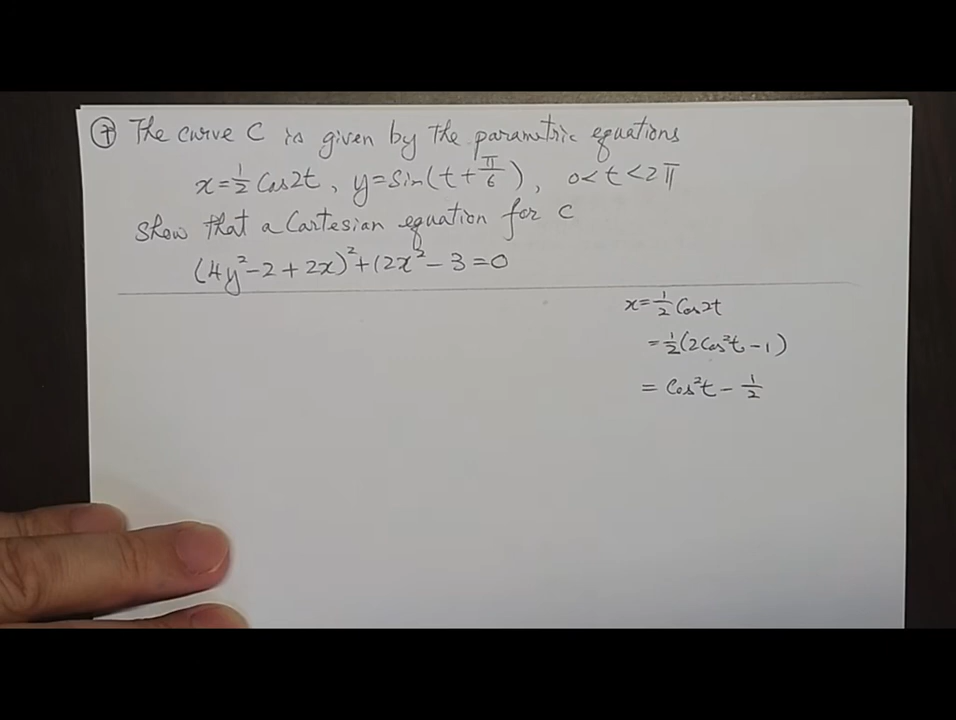 ⑦ The curve C is given by the parametric equations
x = 1/2 Cos2t, y = Sin(t + π/6), 0 < t < 2π
Show that a Cartesian equation for C
(4y² - 2 + 2x)² + 12x² - 3 = 0
x = 1/2 Cos2t
= 1/2 (2Cos²t - 1)
= Cos²t - 1/2